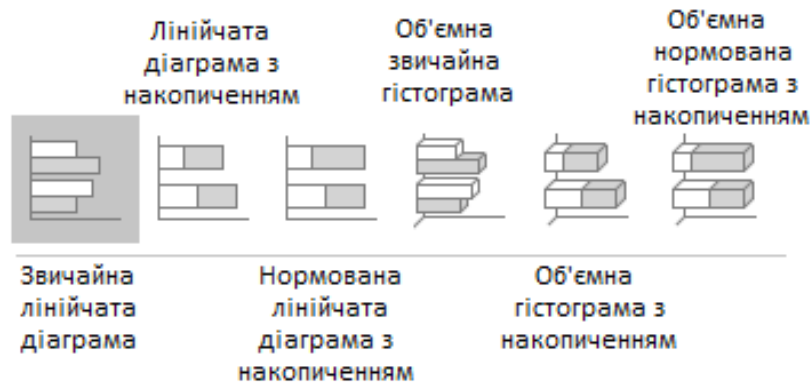 Лінійчата
діаграма з
накопиченням
Об'ємна
звичайна
гістограма
Об'ємна
нормована
гістограма з
накопиченням
Звичайна
лінійчата
діаграма
Нормована
лінійчата
діаграма з
накопиченням
Об'ємна
гістограма з
накопиченням